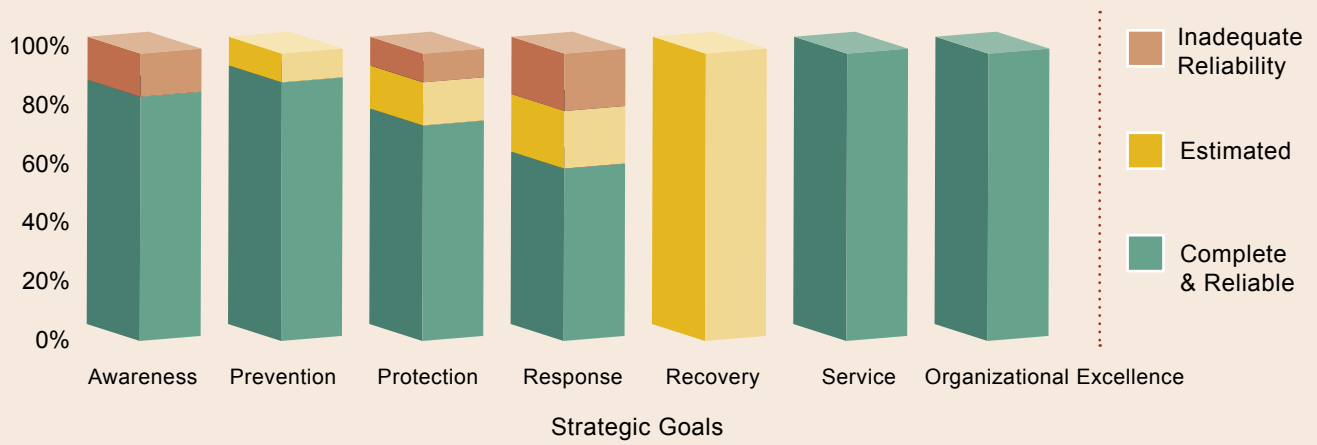 100%
80%
60%
40%
20%
0%
Awareness
Prevention
Protection
Response
Recovery
Service
Organizational Excellence
Strategic Goals
Inadequate
Reliability
Estimated
Complete
& Reliable